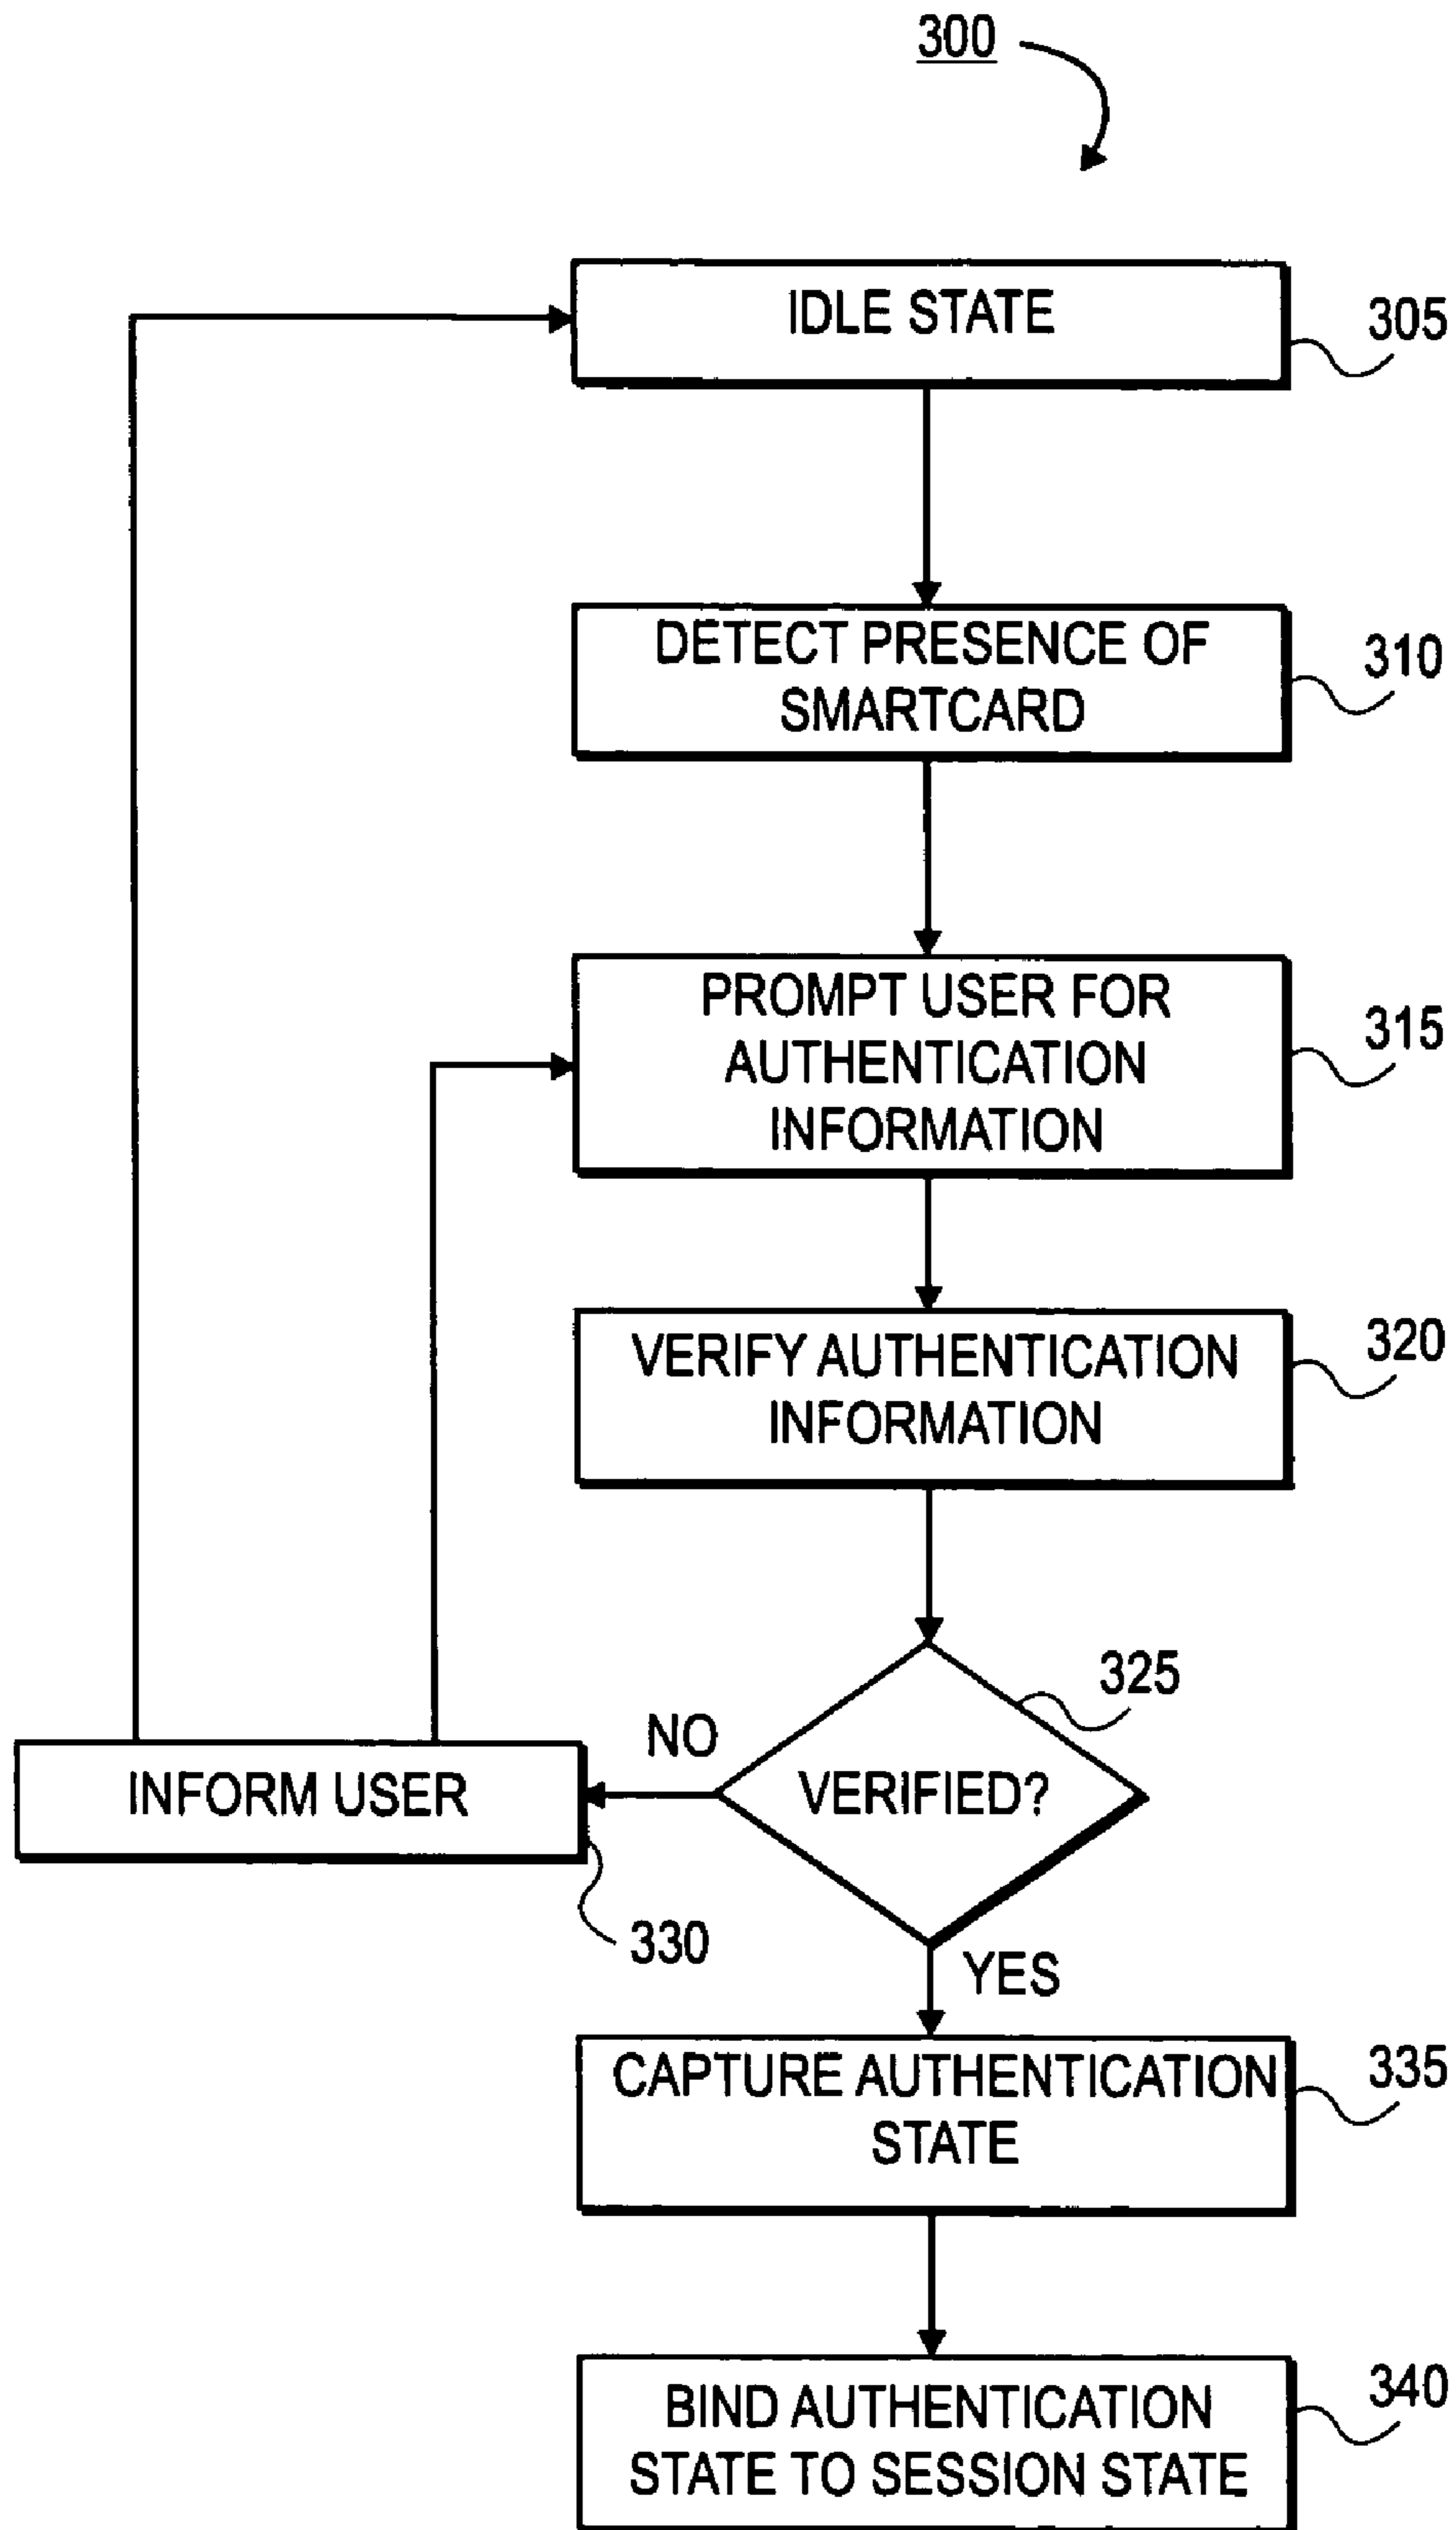 300
IDLE STATE
305
DETECT PRESENCE OF
SMARTCARD
310
PROMPT USER FOR
AUTHENTICATION
INFORMATION
315
VERIFY AUTHENTICATION
INFORMATION
320
325
NO
VERIFIED?
INFORM USER
330
YES
CAPTURE AUTHENTICATION
STATE
335
BIND AUTHENTICATION
STATE TO SESSION STATE
340